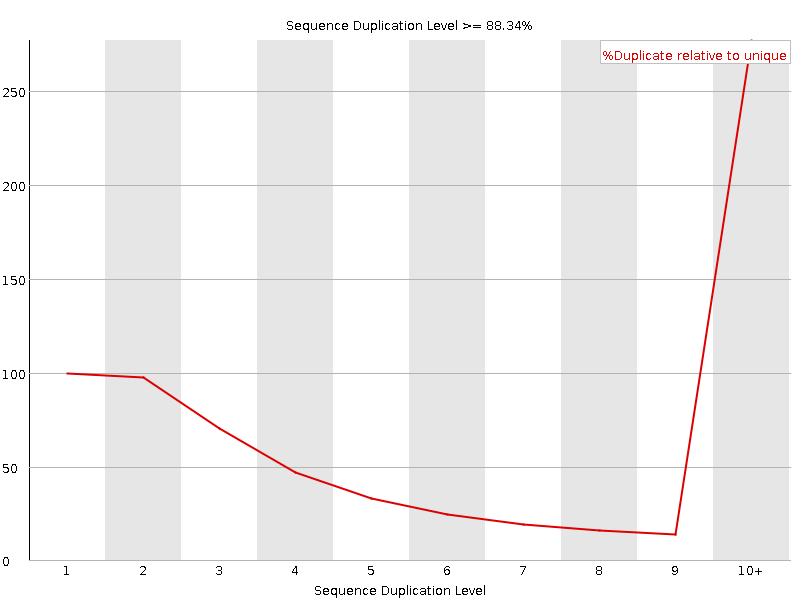 Sequence Duplication Level >= 88.34%
%Duplicate relative to unique
250
200
150
100
50
0
1 2 3 4 5 6 7 8 9 10+
Sequence Duplication Level